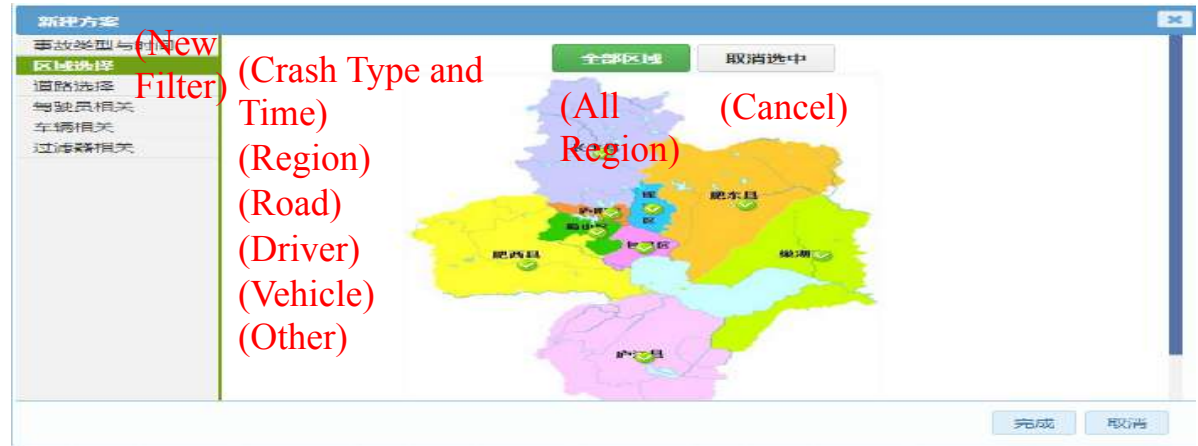 新建方案
(New
Filter)
事故类型与时间
区域选择
道路选择
驾驶员相关
车辆相关
过滤器相关
(Crash Type and
Time)
(Region)
(Road)
(Driver)
(Vehicle)
(Other)
全部区域
取消选中
(All
Region)
(Cancel)
肥东县
肥西县
巢湖
庐江县
完成
取消